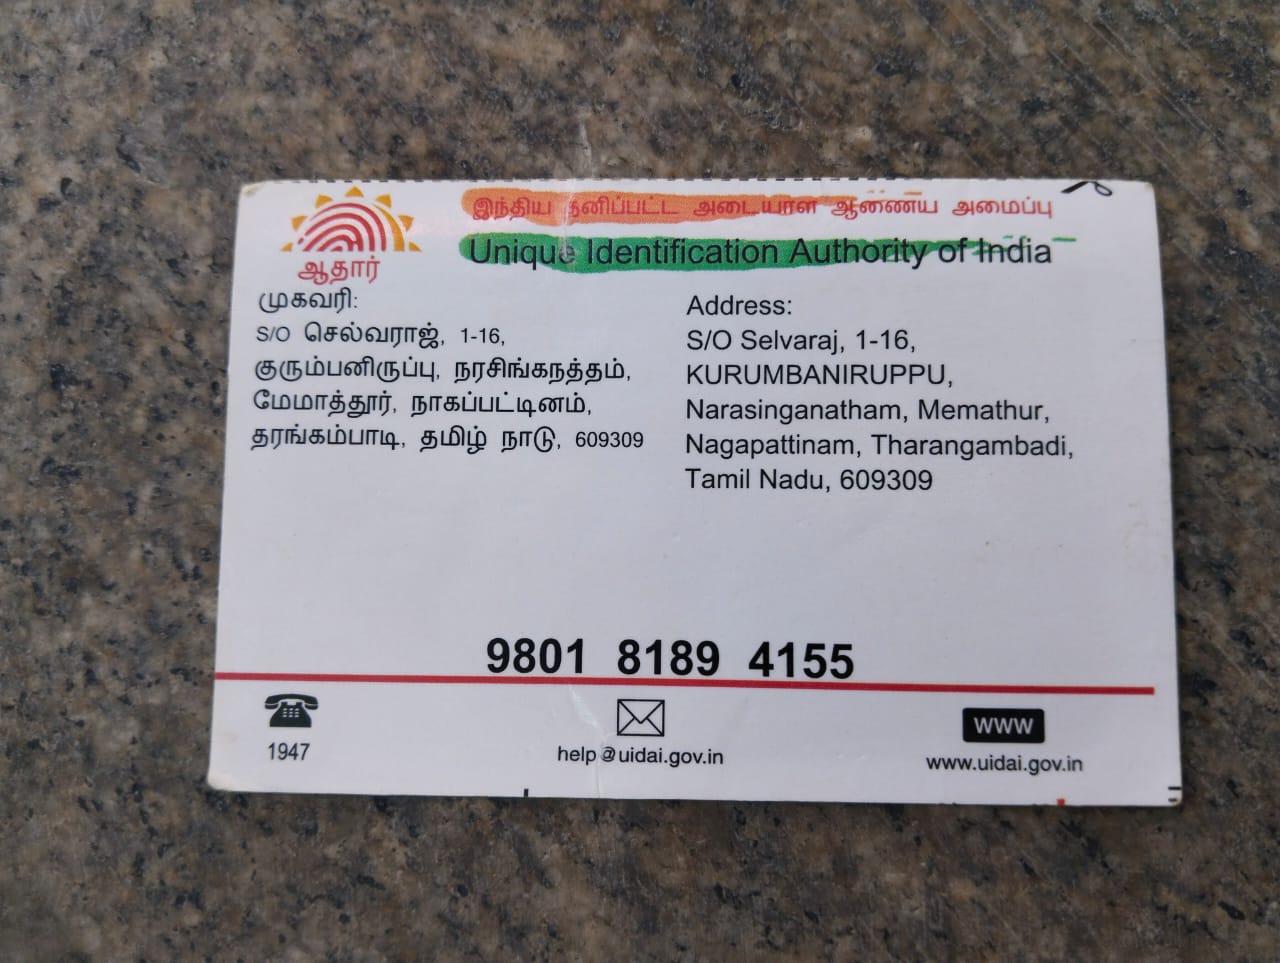 இந்திய தனிப்பட்ட அடையாள ஆணைய அமைப்பு
Unique Identification Authority of India
ஆதார்
முகவரி:
S/O செல்வராஜ், 1-16,
குரும்பனிருப்பு, நரசிங்கநத்தம்,
மேமாத்தூர், நாகப்பட்டினம்,
தரங்கம்பாடி, தமிழ் நாடு, 609309
Address:
S/O Selvaraj, 1-16,
KURUMBANIRUPPU,
Narasinganatham, Memathur,
Nagapattinam, Tharangambadi,
Tamil Nadu, 609309
9801 8189 4155
1947
help@uidai.gov.in
www
www.uidai.gov.in